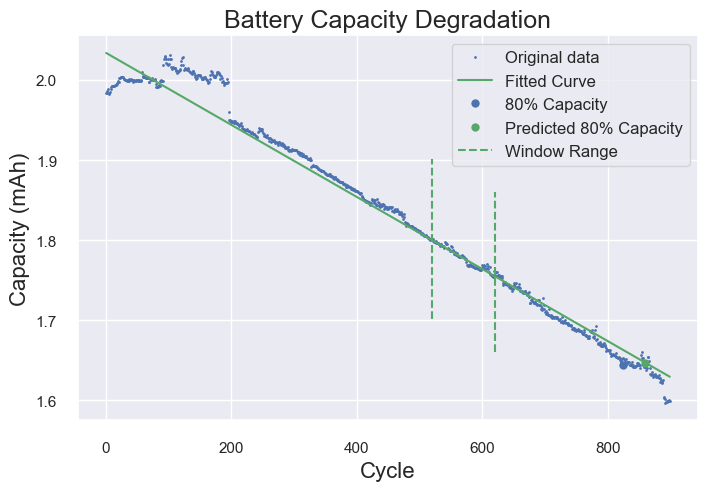 Battery Capacity Degradation
Original data
Fitted Curve
80% Capacity
Predicted 80% Capacity
Window Range
Capacity (mAh)
2.0
1.9
1.8
1.7
1.6
0 200 400 600 800
Cycle